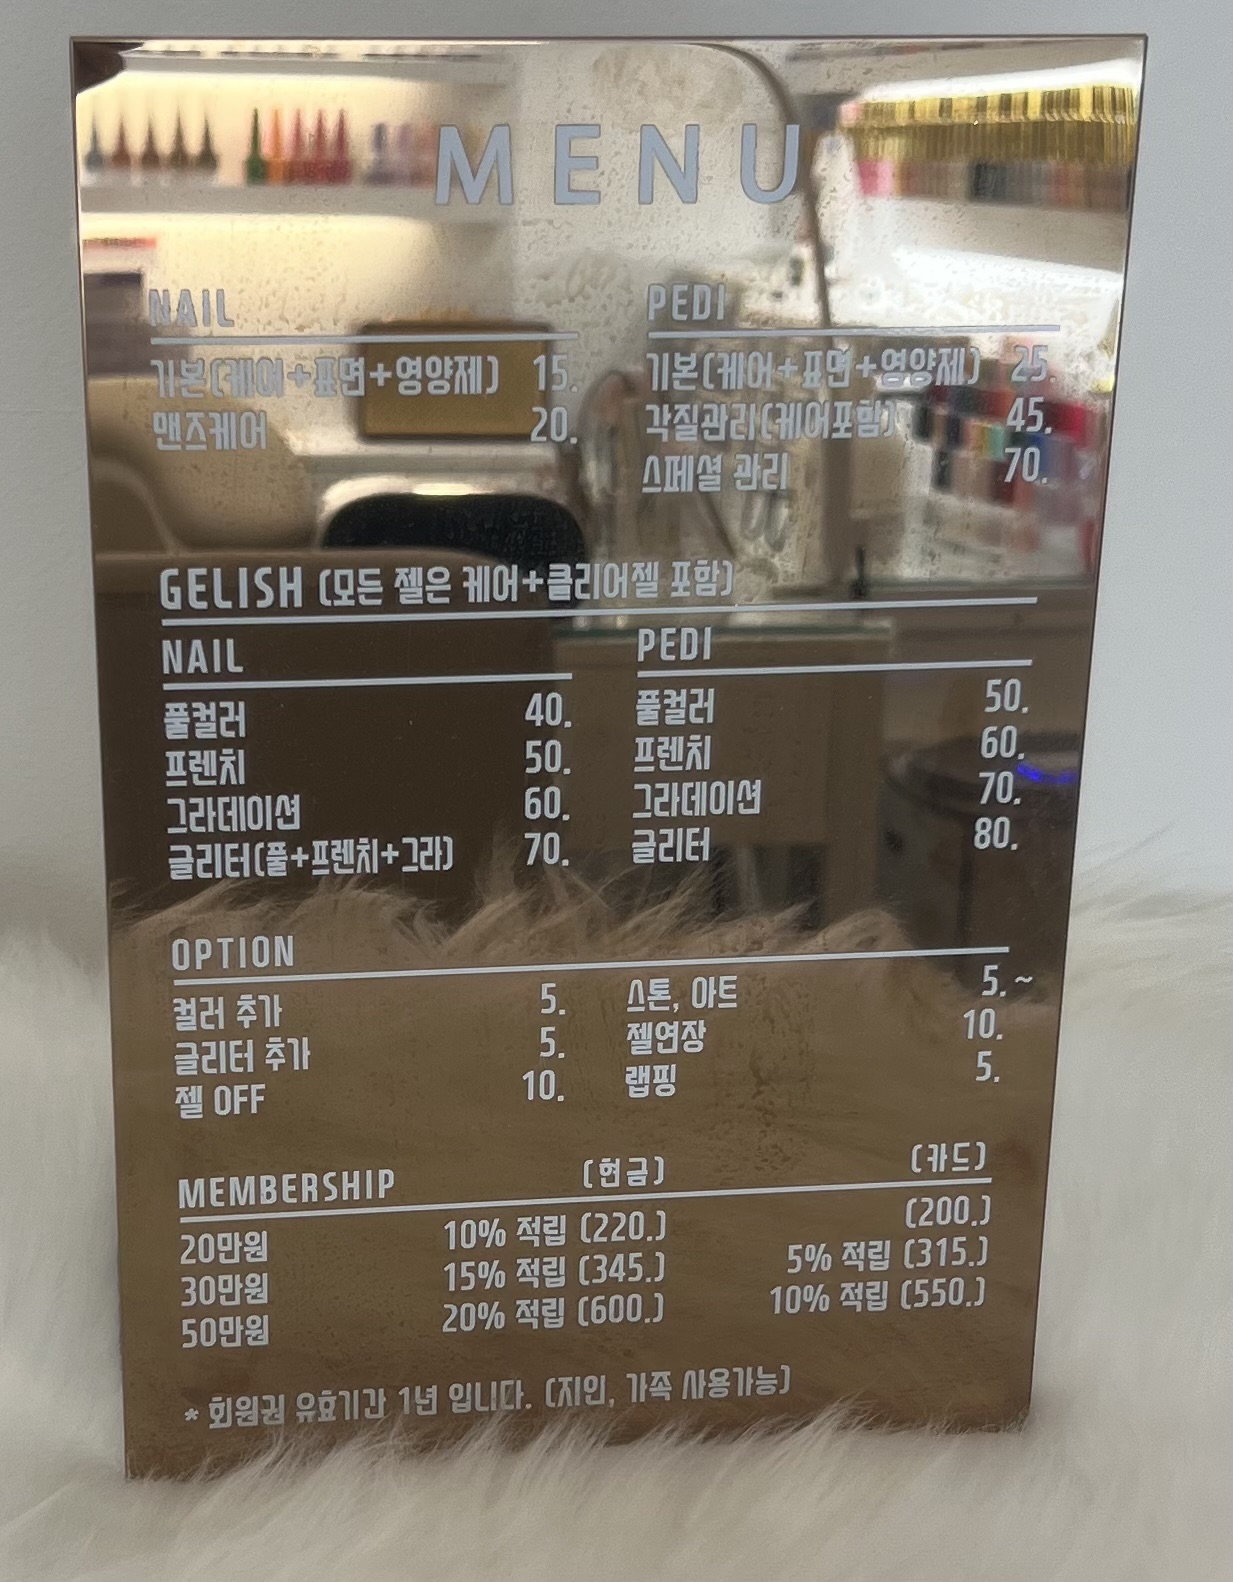 MENU
NAIL
기본(케어+표면+영양제) 15.
맨즈케어 20.
PEDI
기본(케어+표면+영양제) 25.
각질관리(케어포함) 45.
스페셜 관리 70.
GELISH (모든 젤은 케어+클리어젤 포함)
NAIL
풀컬러 40.
프렌치 50.
그라데이션 60.
글리터(풀+프렌치+그라) 70.
PEDI
풀컬러 50.
프렌치 60.
그라데이션 70.
글리터 80.
OPTION
컬러 추가 5.
글리터 추가 5.
젤 OFF 10.
스톤, 아트 5.~
젤연장 10.
랩핑 5.
MEMBERSHIP (현금) (카드)
20만원 10% 적립 (220.) (200.)
30만원 15% 적립 (345.) 5% 적립 (315.)
50만원 20% 적립 (600.) 10% 적립 (550.)
* 회원권 유효기간 1년 입니다. (지인, 가족 사용가능)